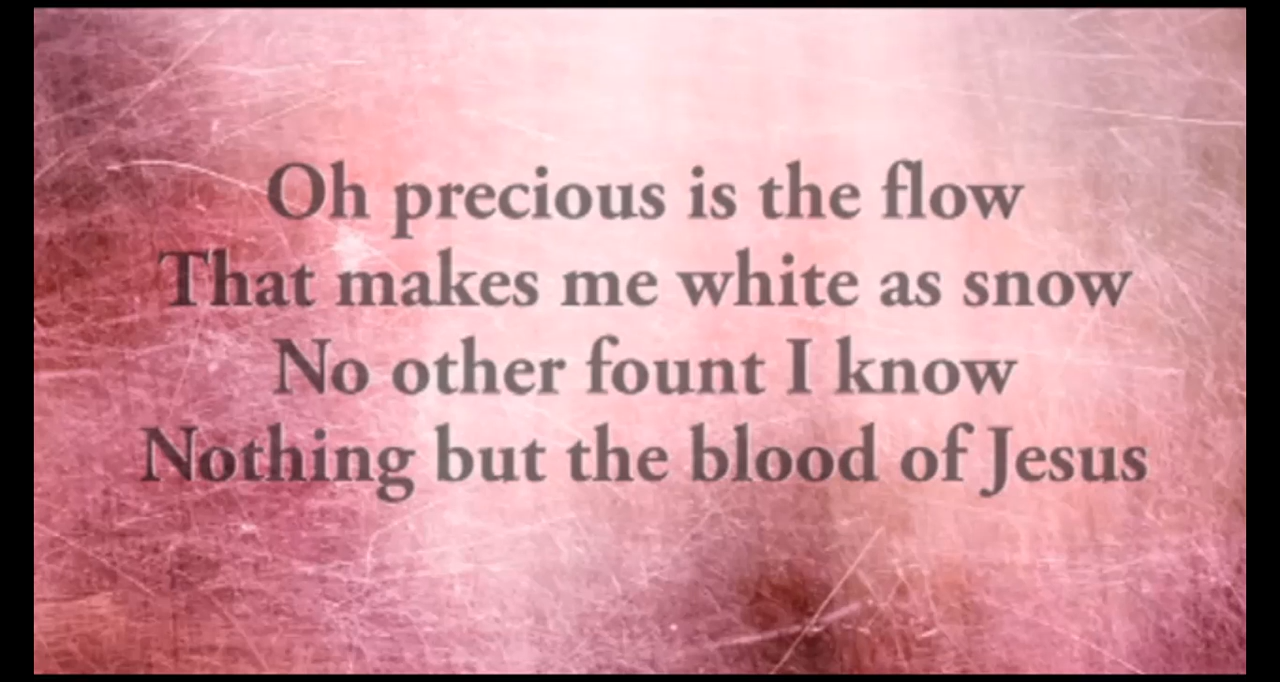 Oh precious is the flow
That makes me white as snow
No other fount I know
Nothing but the blood of Jesus